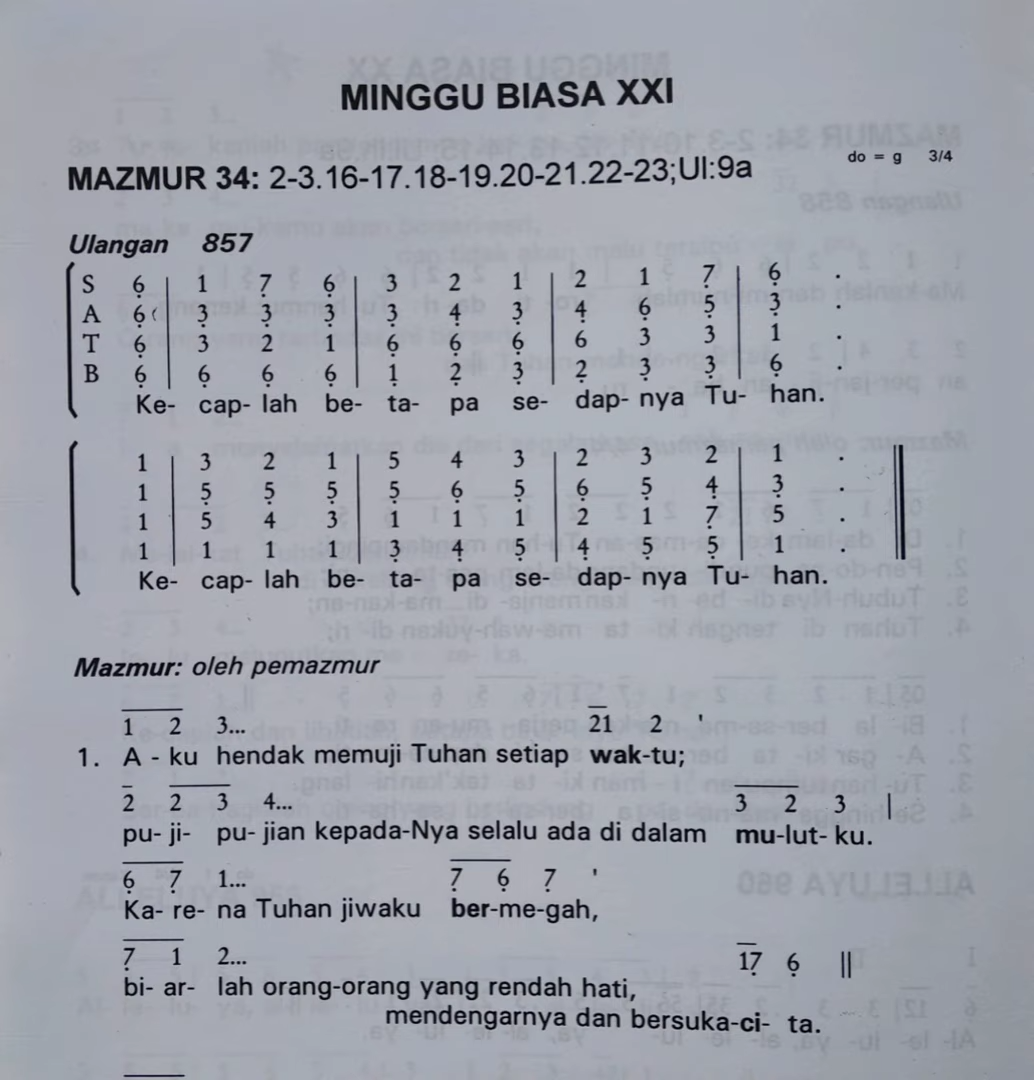 MINGGU BIASA XXI
do = g 3/4
MAZMUR 34: 2-3.16-17.18-19.20-21.22-23;Ul:9a
Ulangan 857
S 6̣ | 1 7̣ 6̣ | 3 2 1 | 2 1 7̣ | 6̣ .
A 6̣ | 3̣ 3̣ 3̣ | 3̣ 4̣ 3̣ | 4̣ 6̣ 5̣ | 3̣ .
T 6̣ | 3 2 1 | 6̣ 6̣ 6̣ | 6 3 3 | 1 .
B 6̣ | 6̣ 6̣ 6̣ | 1̣ 2̣ 3̣ | 2̣ 3̣ 3̣ | 6̣ .
Ke- cap- lah be- ta- pa se- dap- nya Tu- han.
1 | 3 2 1 | 5 4 3 | 2 3 2 | 1 .
1 | 5̣ 5̣ 5̣ | 5̣ 6̣ 5̣ | 6̣ 5̣ 4̣ | 3̣ .
1 | 5 4 3 | 1 1 1 | 2 1 7̣ | 5 .
1 | 1 1 1 | 3̣ 4̣ 5̣ | 4̣ 5̣ 5̣ | 1 .
Ke- cap- lah be- ta- pa se- dap- nya Tu- han.
Mazmur: oleh pemazmur
1 2 3... 21 2 '
1. A - ku hendak memuji Tuhan setiap wak-tu;
2 2 3 4... 3 2 3 |
pu- ji- pu- jian kepada-Nya selalu ada di dalam mu-lut- ku.
6̣ 7̣ 1... 7̣ 6̣ 7̣ '
Ka- re- na Tuhan jiwaku ber-me-gah,
7̣ 1 2... 17̣ 6̣ ||
bi- ar- lah orang-orang yang rendah hati,
mendengarnya dan bersuka-ci- ta.